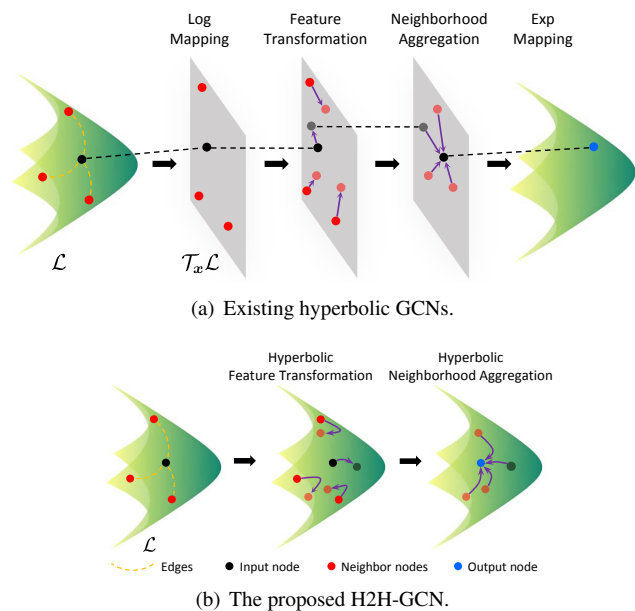 Log
Mapping
Feature
Transformation
Neighborhood
Aggregation
Exp
Mapping
ℒ
𝒯ₓℒ
(a) Existing hyperbolic GCNs.
Hyperbolic
Feature Transformation
Hyperbolic
Neighborhood Aggregation
ℒ
Edges
Input node
Neighbor nodes
Output node
(b) The proposed H2H-GCN.